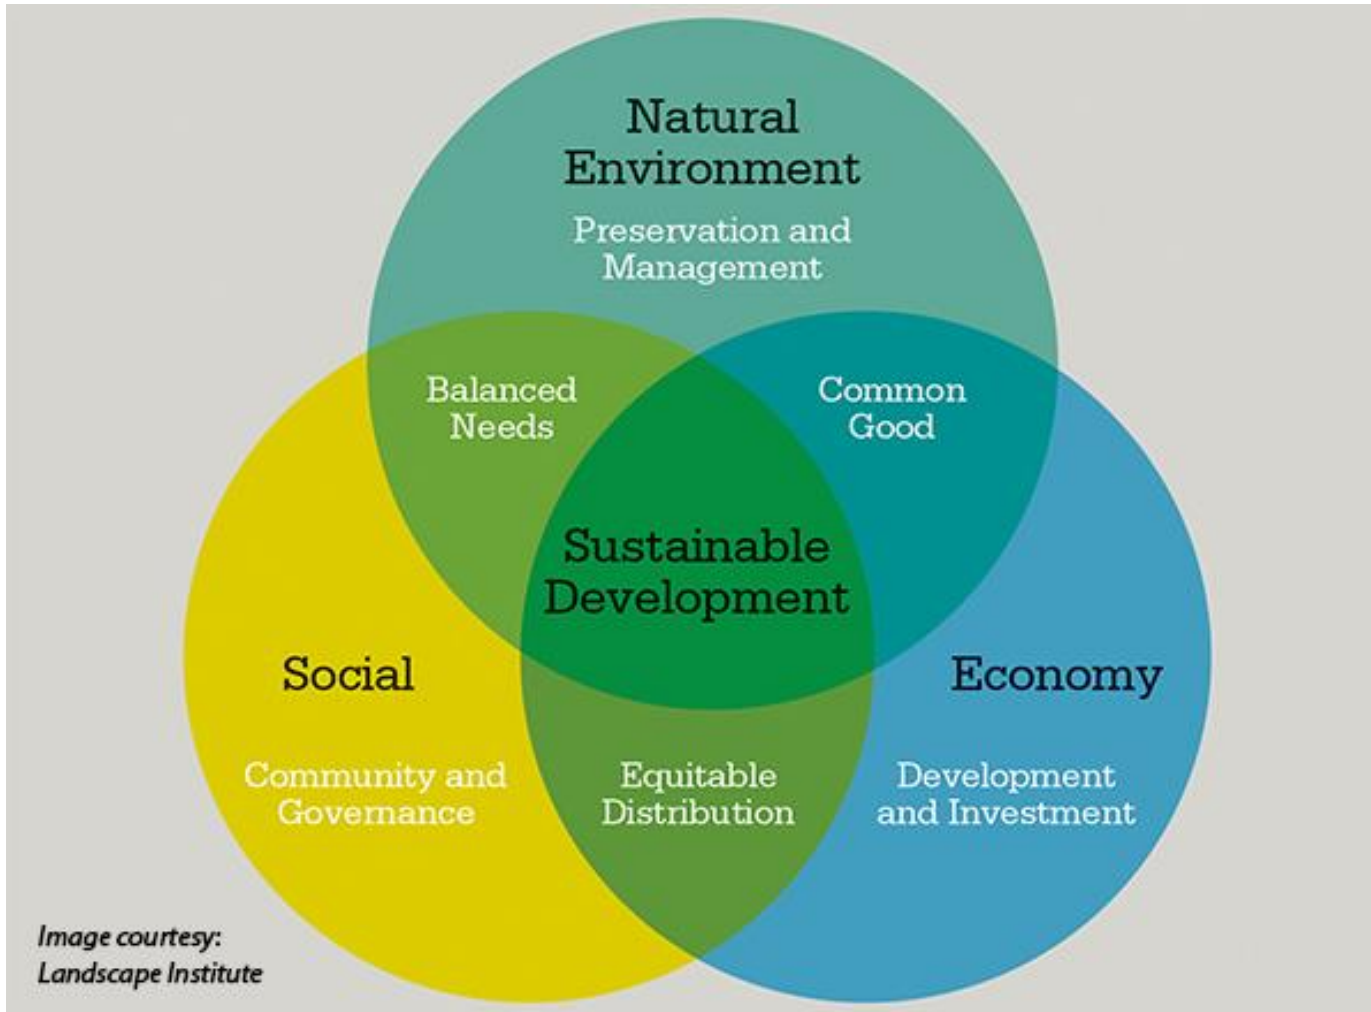 Natural
Environment
Preservation and
Management
Balanced
Needs
Common
Good
Sustainable
Development
Social
Economy
Community and
Governance
Equitable
Distribution
Development
and Investment
Image courtesy:
Landscape Institute